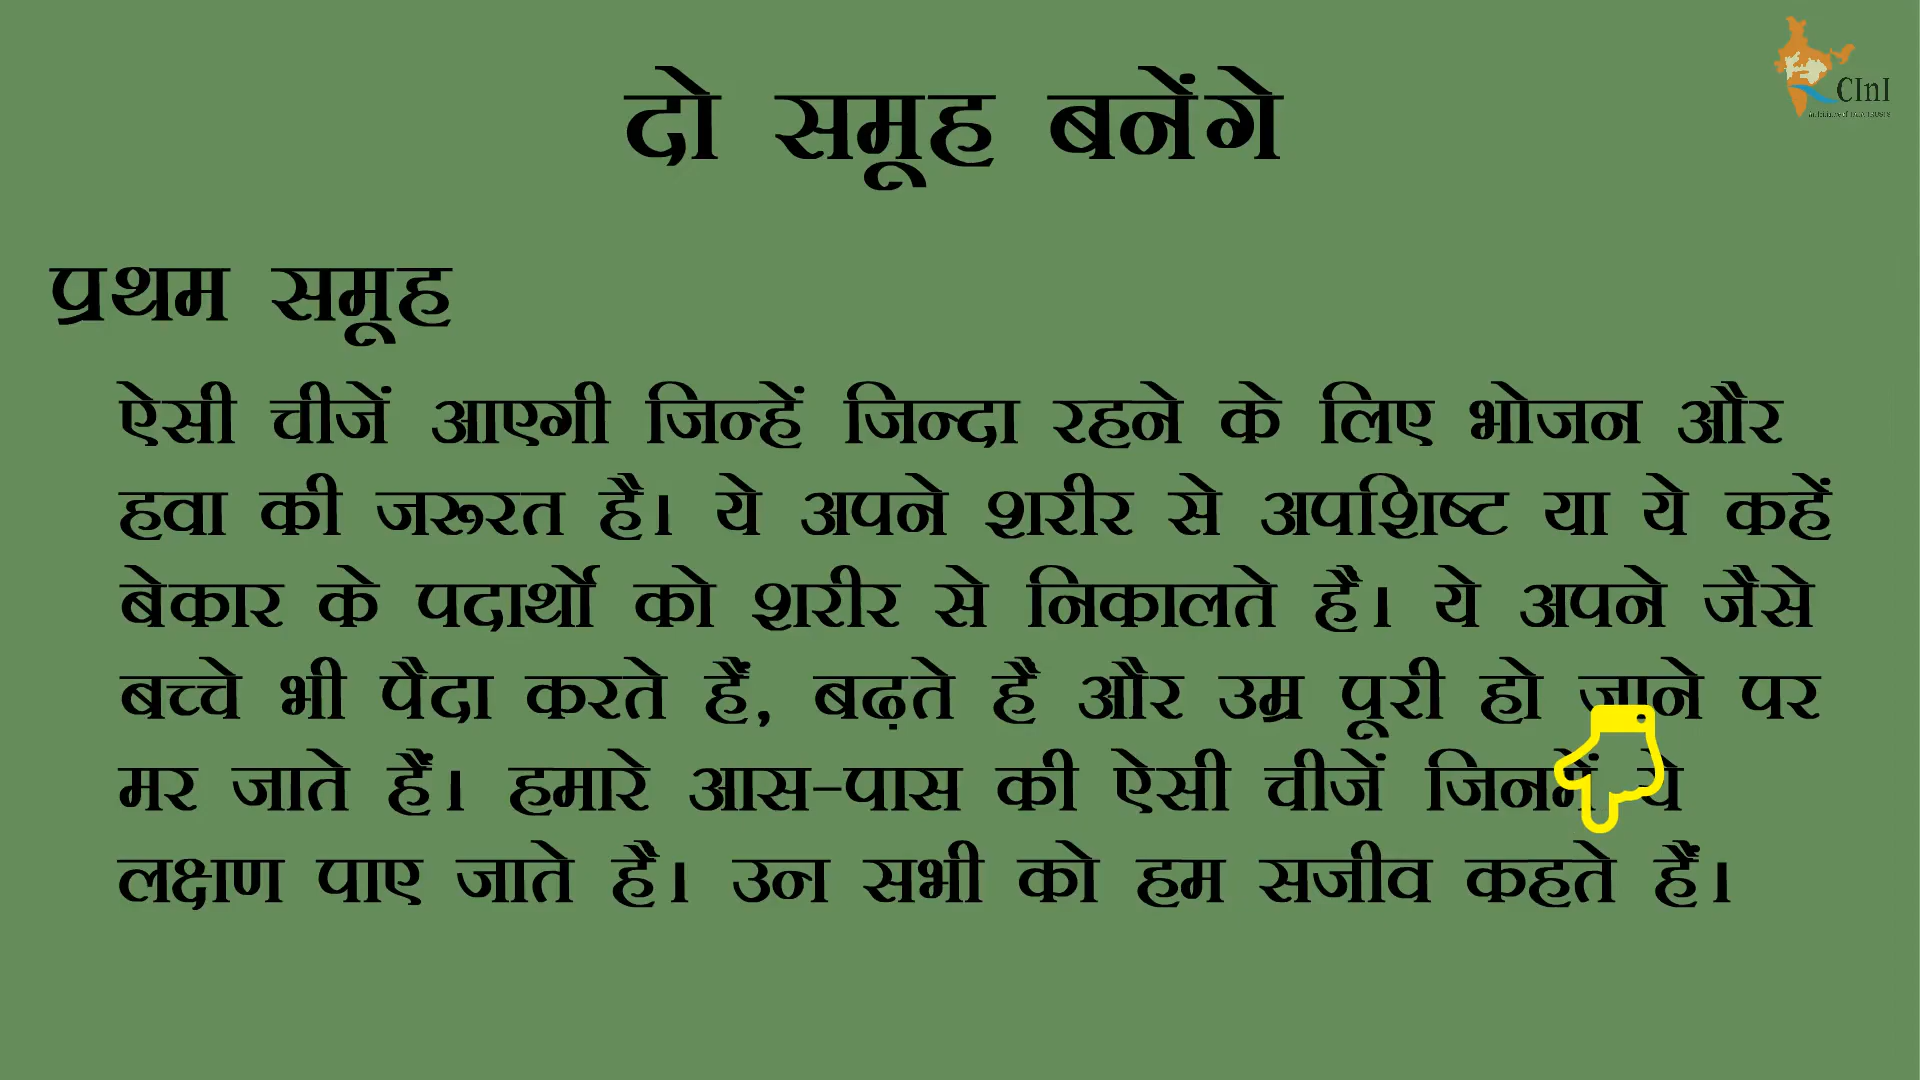 CInI
दो समूह बनेंगे
प्रथम समूह
ऐसी चीजें आएगी जिन्हें जिन्दा रहने के लिए भोजन और
हवा की जरूरत है। ये अपने शरीर से अपशिष्ट या ये कहें
बेकार के पदार्थो को शरीर से निकालते है। ये अपने जैसे
बच्चे भी पैदा करते हैं, बढ़ते है और उम्र पूरी हो जाने पर
मर जाते हैं। हमारे आस-पास की ऐसी चीजें जिनमें ये
लक्षण पाए जाते है। उन सभी को हम सजीव कहते हैं।